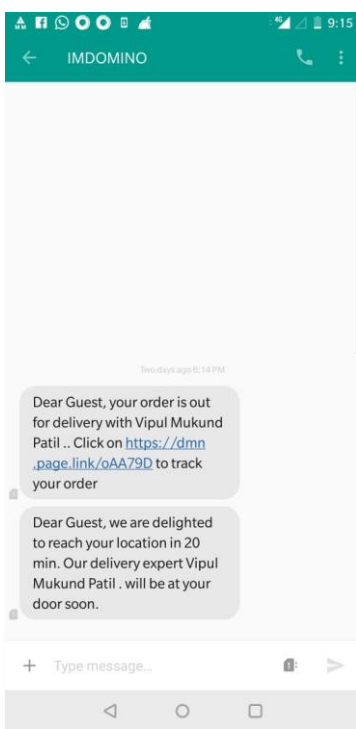 9:15
IMDOMINO
Two days ago 6:14 PM
Dear Guest, your order is out
for delivery with Vipul Mukund
Patil .. Click on https://dmn
.page.link/oAA79D to track
your order
Dear Guest, we are delighted
to reach your location in 20
min. Our delivery expert Vipul
Mukund Patil . will be at your
door soon.
Type message...